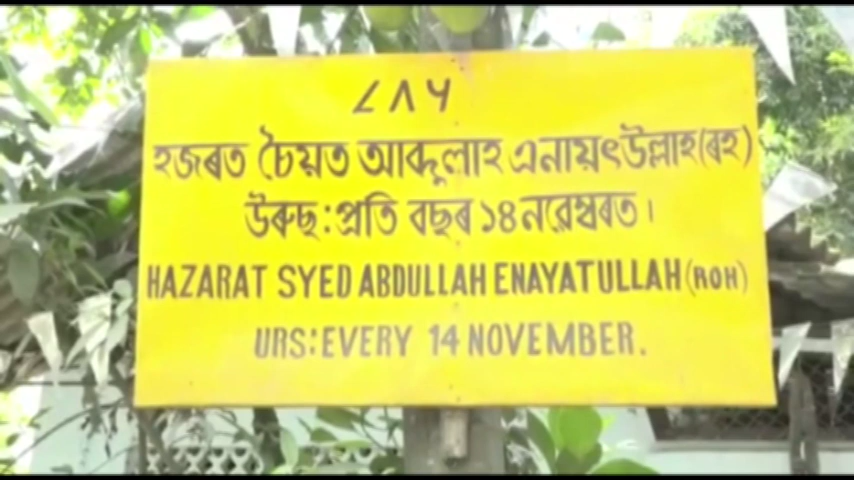 ۷۸۶
হজৰত চৈয়ত আব্দুলাহ এনায়ৎউল্লাহ(ৰহ)
উৰুছ:প্ৰতি বছৰ ১৪ নৱেম্বৰত।
HAZARAT SYED ABDULLAH ENAYATULLAH (ROH)
URS:EVERY 14 NOVEMBER.